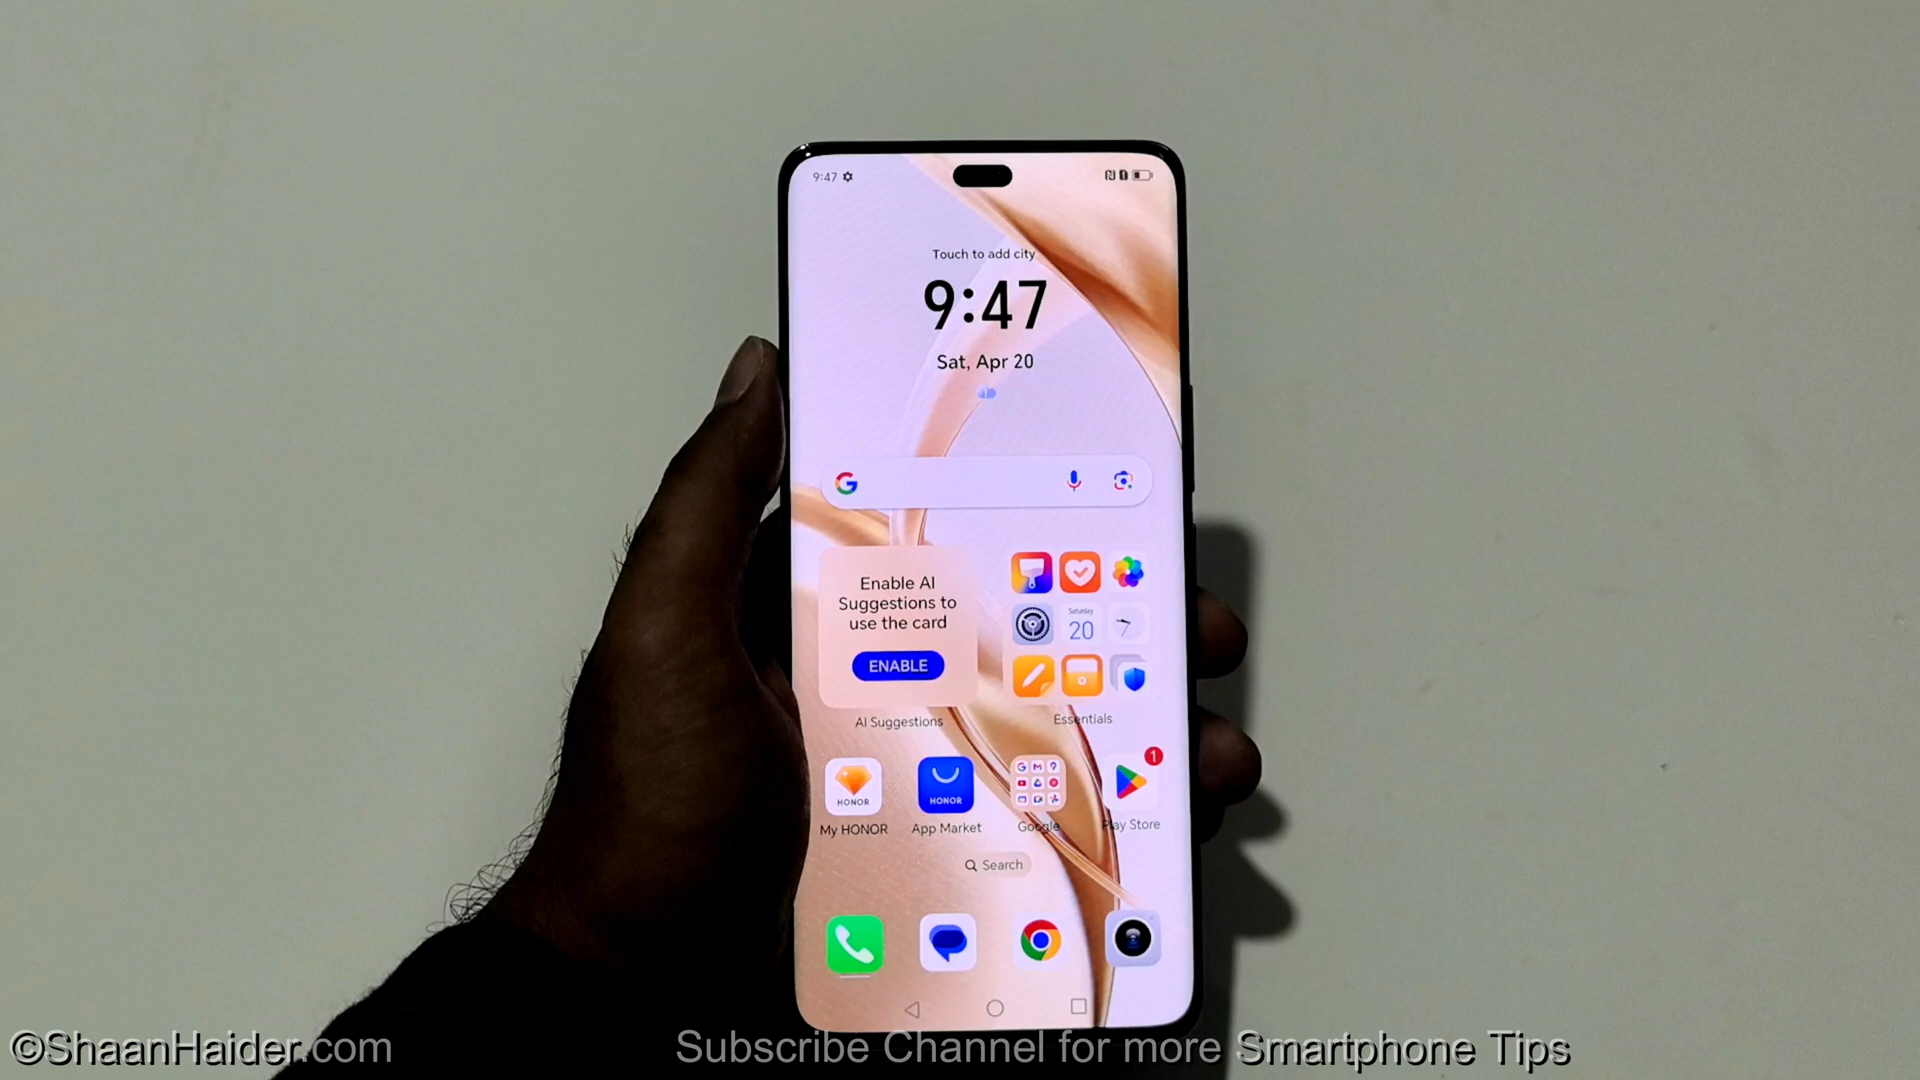 9:47
Touch to add city
9:47
Sat, Apr 20
Enable AI
Suggestions to
use the card
ENABLE
Saturday
20
AI Suggestions
Essentials
HONOR
HONOR
1
My HONOR
App Market
Google
Play Store
Search
©ShaanHaider.com
Subscribe Channel for more Smartphone Tips